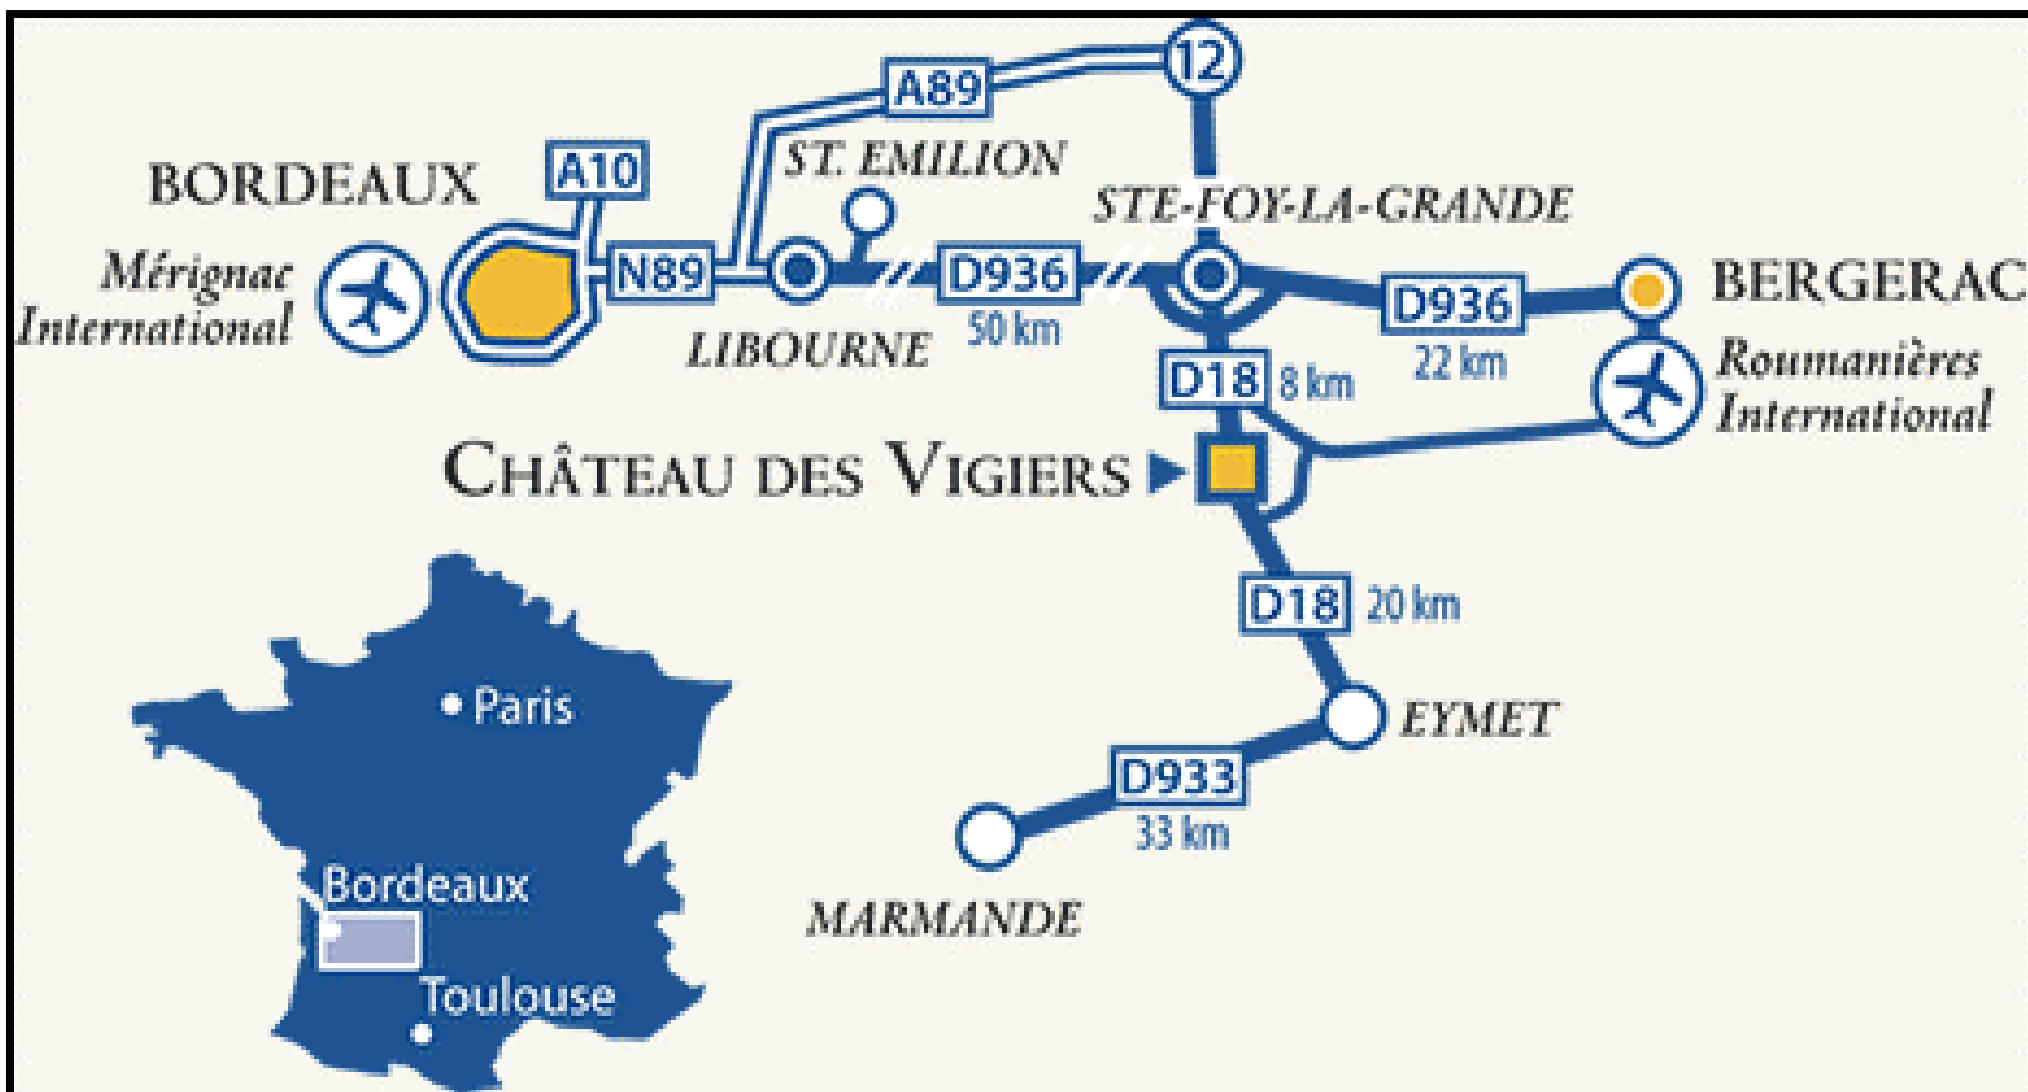 12
A89
ST. EMILION
A10
BORDEAUX
STE-FOY-LA-GRANDE
Mérignac
International
N89
D936
50 km
LIBOURNE
D936
22 km
BERGERAC
Roumanières
International
D18 8 km
CHÂTEAU DES VIGIERS
D18 20 km
EYMET
D933
33 km
MARMANDE
Paris
Bordeaux
Toulouse